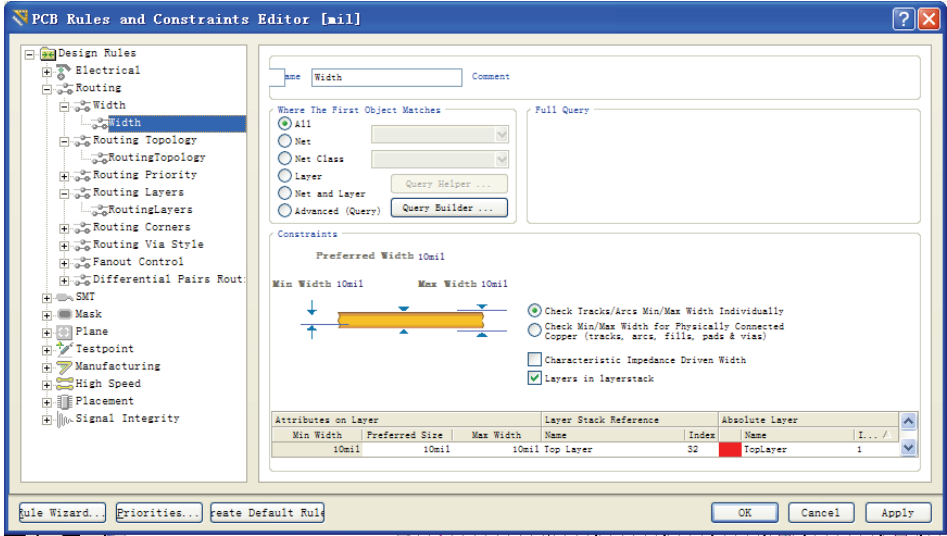 PCB Rules and Constraints Editor [mil]
Design Rules
Electrical
Routing
Width
Width
Routing Topology
RoutingTopology
Routing Priority
Routing Layers
RoutingLayers
Routing Corners
Routing Via Style
Fanout Control
Differential Pairs Rout:
SMT
Mask
Plane
Testpoint
Manufacturing
High Speed
Placement
Signal Integrity
ame Width Comment
Where The First Object Matches
All
Net
Net Class
Layer
Net and Layer
Advanced (Query)
Query Helper ...
Query Builder ...
Full Query
Constraints
Preferred Width 10mil
Min Width 10mil Max Width 10mil
Check Tracks/Arcs Min/Max Width Individually
Check Min/Max Width for Physically Connected
Copper (tracks, arcs, fills, pads & vias)
Characteristic Impedance Driven Width
Layers in layerstack
Attributes on Layer Layer Stack Reference Absolute Layer
Min Width Preferred Size Max Width Name Index Name I... /
10mil 10mil 10mil Top Layer 32 TopLayer 1
Rule Wizard... Priorities... reate Default Rule OK Cancel Apply